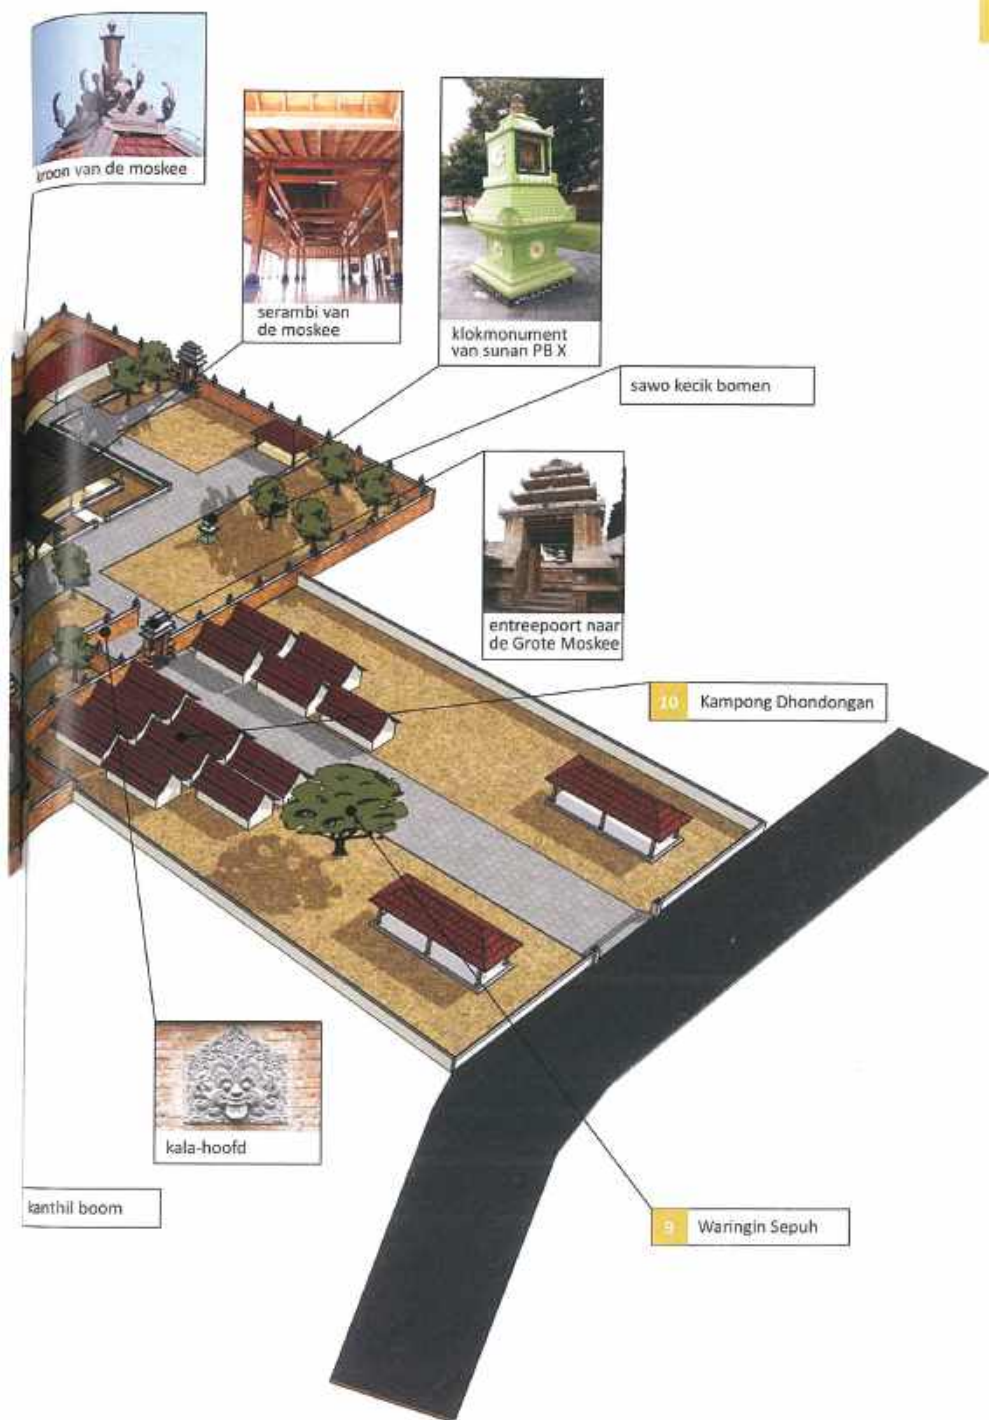 kroon van de moskee
serambi van
de moskee
klokmonument
van sunan PB X
sawo kecik bomen
entreepoort naar
de Grote Moskee
10 Kampong Dhondongan
kala-hoofd
kanthil boom
9 Waringin Sepuh